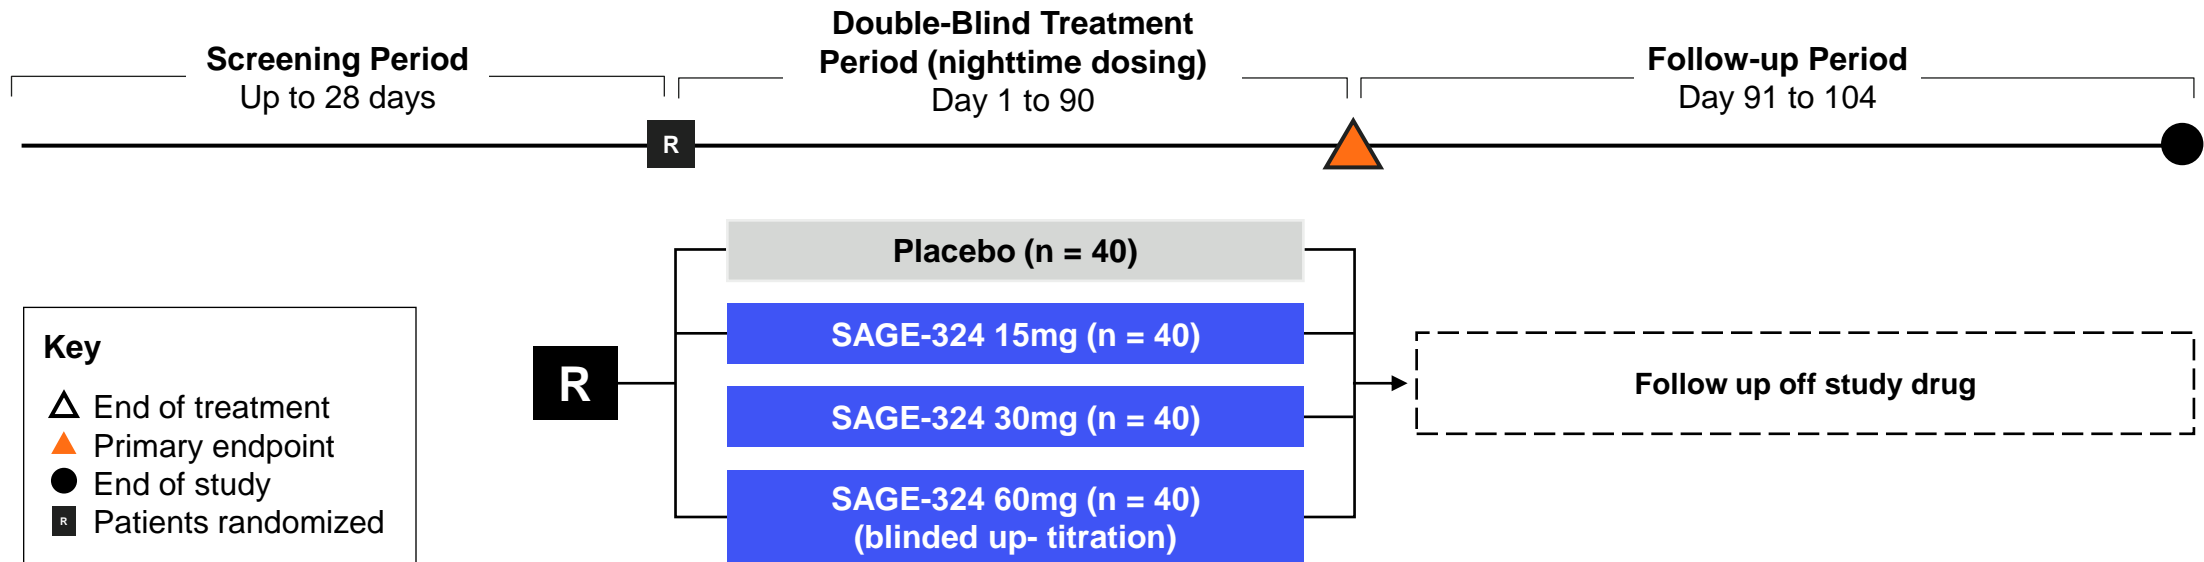 Screening Period
Up to 28 days
Double-Blind Treatment
Period (nighttime dosing)
Day 1 to 90
Follow-up Period
Day 91 to 104
R
Placebo (n = 40)
SAGE-324 15mg (n = 40)
SAGE-324 30mg (n = 40)
SAGE-324 60mg (n = 40)
(blinded up- titration)
R
Follow up off study drug
Key
End of treatment
Primary endpoint
End of study
R Patients randomized